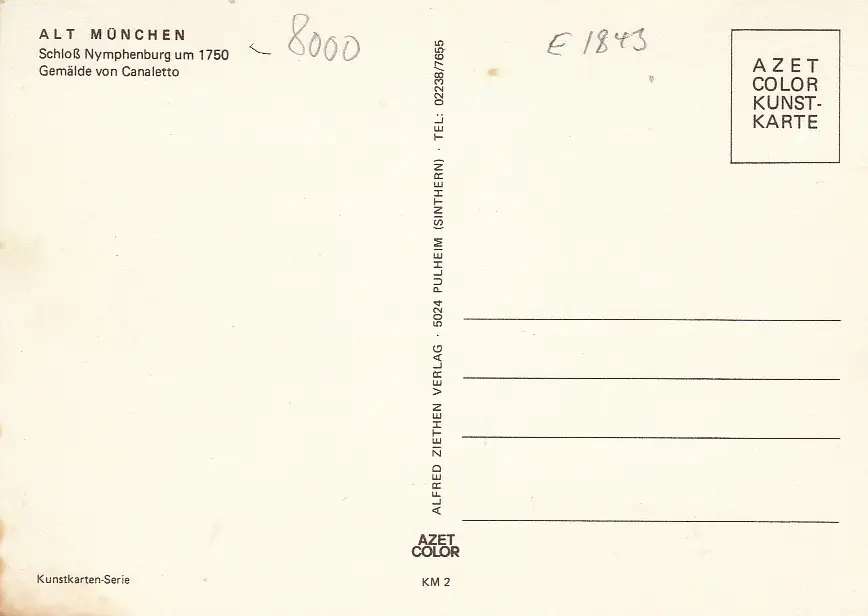 ALT MÜNCHEN
Schloß Nymphenburg um 1750
Gemälde von Canaletto
8000
E 1843
AZET
COLOR
KUNST-
KARTE
ALFRED ZIETHEN VERLAG · 5024 PULHEIM (SINTHERN) · TEL: 02238/7655
AZET
COLOR
Kunstkarten-Serie
KM 2